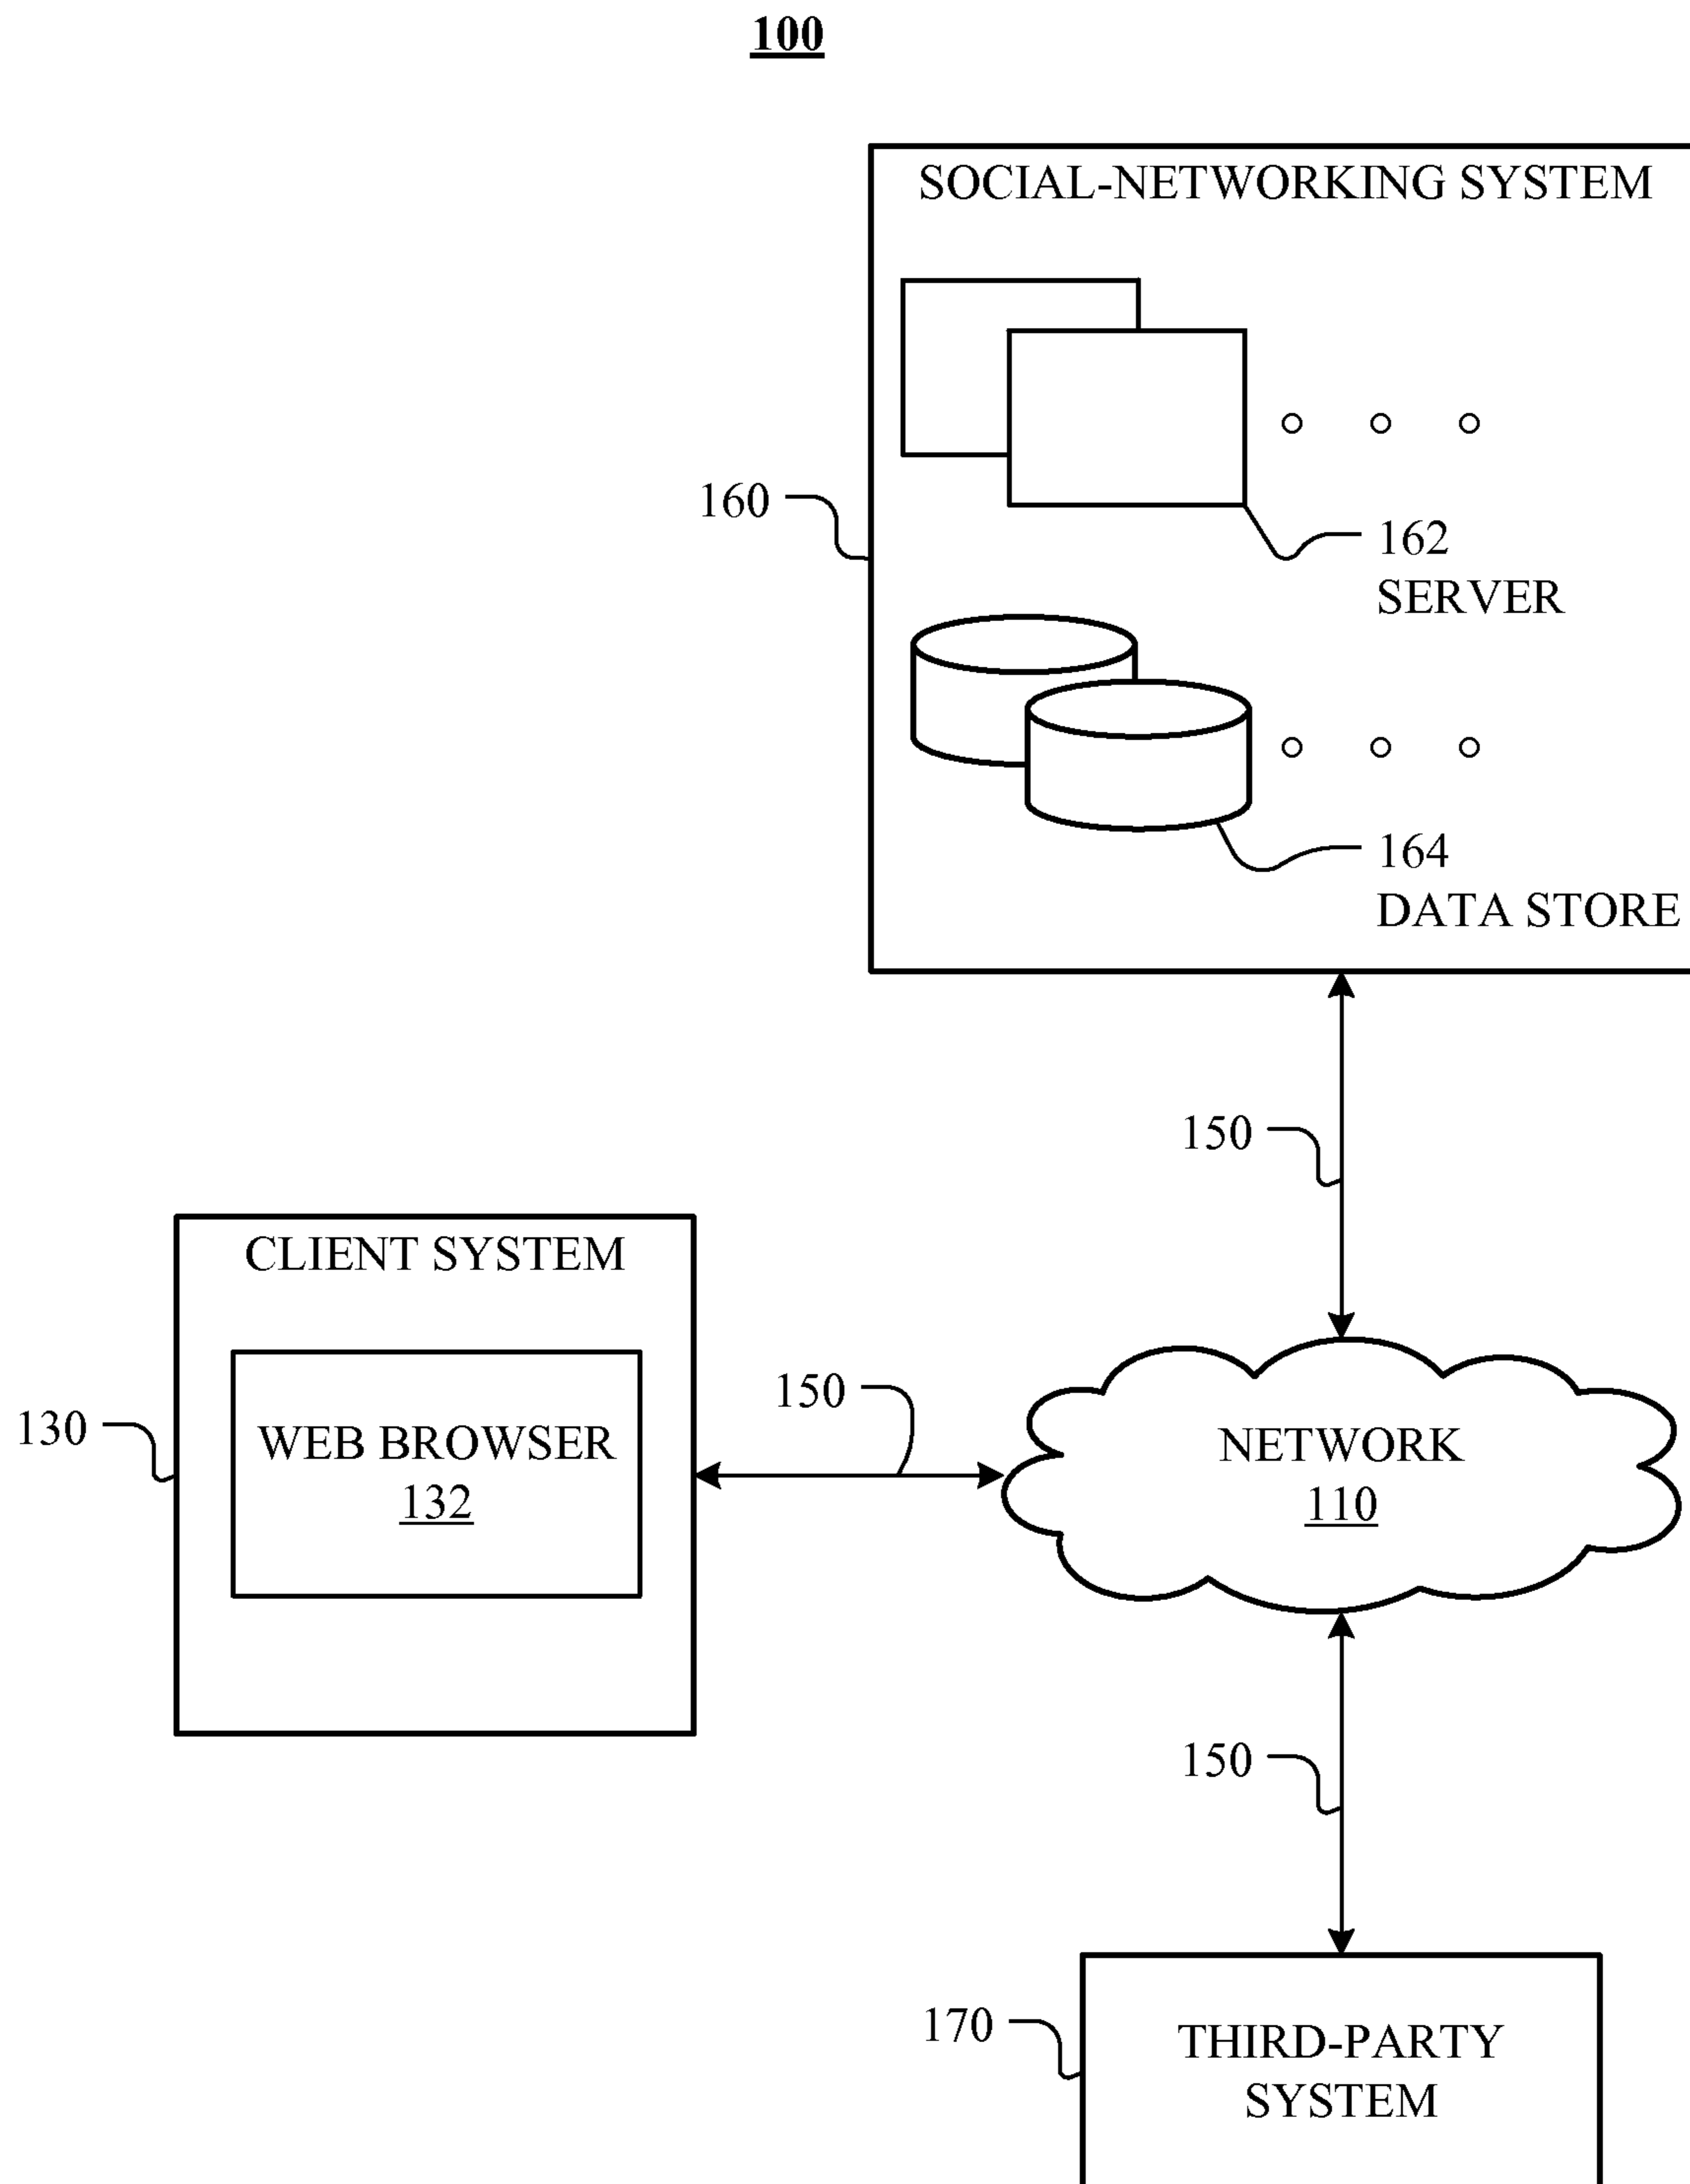 100
SOCIAL-NETWORKING SYSTEM
160
162
SERVER
164
DATA STORE
150
CLIENT SYSTEM
130
WEB BROWSER
132
150
NETWORK
110
150
170
THIRD-PARTY
SYSTEM